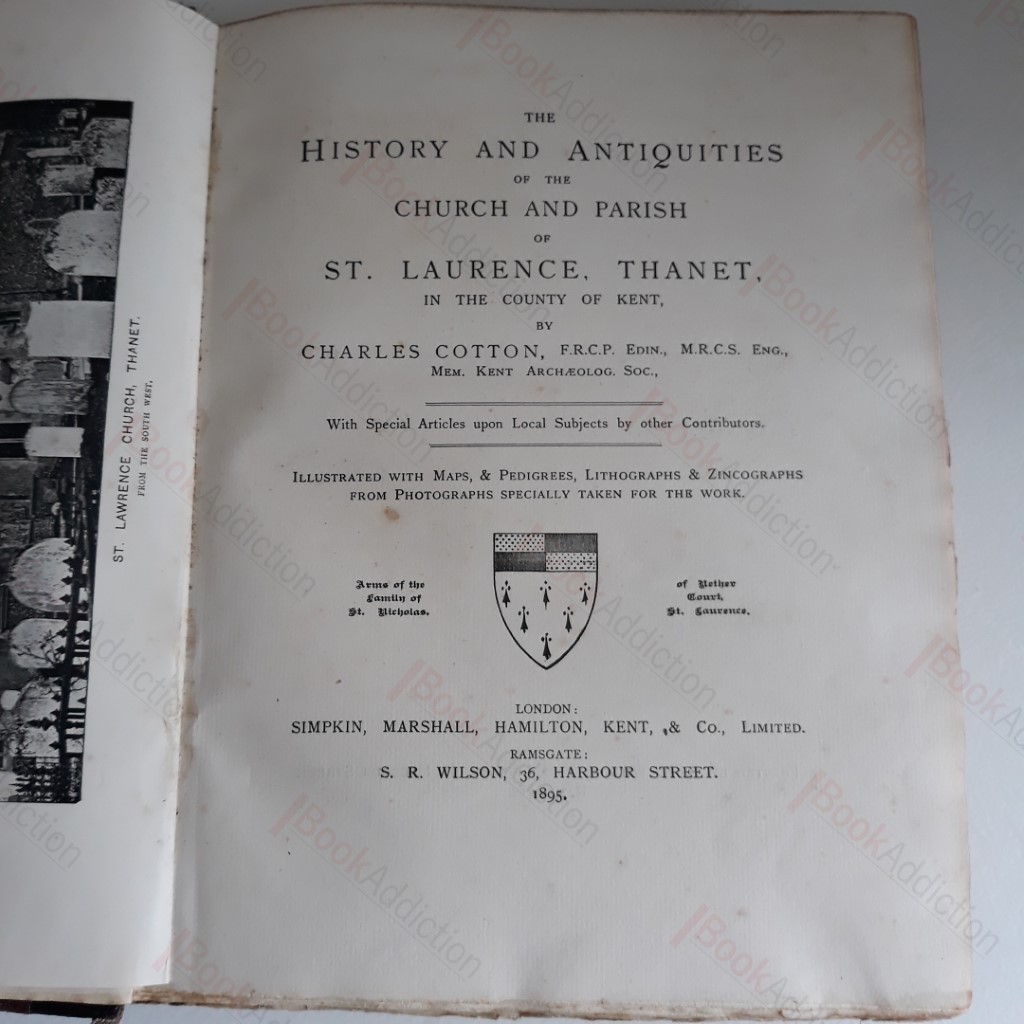 ST. LAWRENCE CHURCH, THANET.
FROM THE SOUTH WEST.
THE
HISTORY AND ANTIQUITIES
OF THE
CHURCH AND PARISH
OF
ST. LAURENCE, THANET,
IN THE COUNTY OF KENT,
BY
CHARLES COTTON, F.R.C.P. EDIN., M.R.C.S. ENG.,
MEM. KENT ARCHÆOLOG. SOC.,
With Special Articles upon Local Subjects by other Contributors.
ILLUSTRATED WITH MAPS, & PEDIGREES, LITHOGRAPHS & ZINCOGRAPHS
FROM PHOTOGRAPHS SPECIALLY TAKEN FOR THE WORK.
Arms of the
Family of
St. Nicholas.
of Nether
Court,
St. Laurence.
LONDON:
SIMPKIN, MARSHALL, HAMILTON, KENT, & CO., LIMITED.
RAMSGATE:
S. R. WILSON, 36, HARBOUR STREET.
1895.
BookAddiction